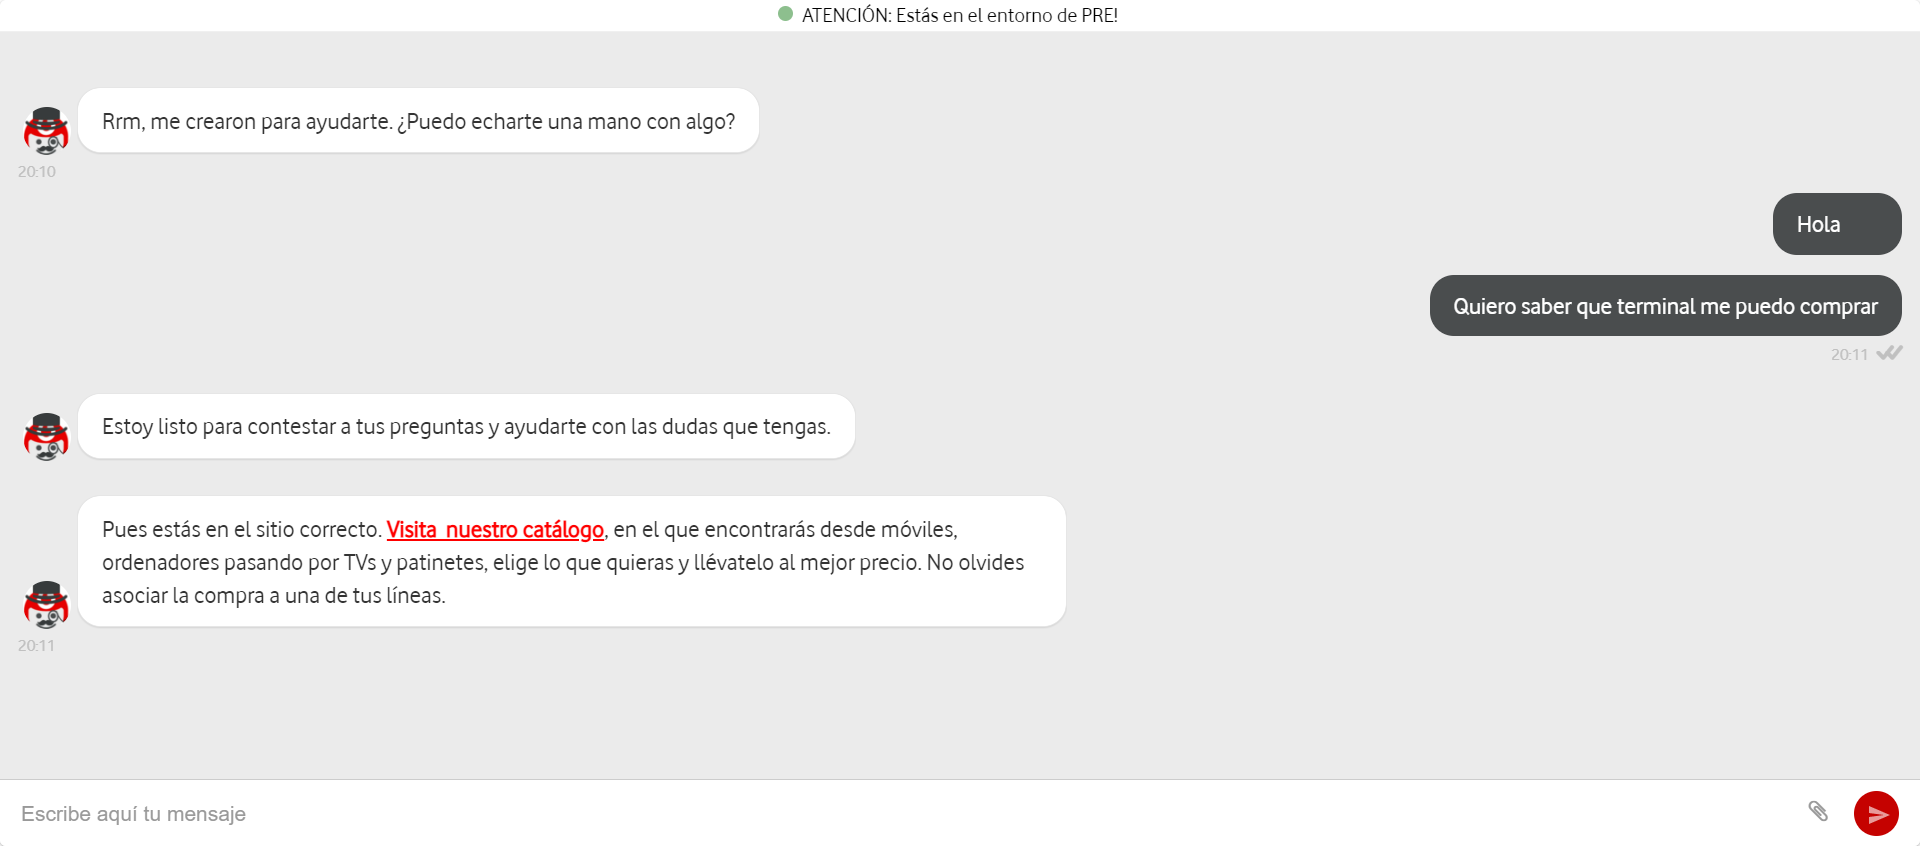 ATENCIÓN: Estás en el entorno de PRE!
Rrm, me crearon para ayudarte. ¿Puedo echarte una mano con algo?
20:10
Hola
Quiero saber que terminal me puedo comprar
20:11
Estoy listo para contestar a tus preguntas y ayudarte con las dudas que tengas.
Pues estás en el sitio correcto. Visita nuestro catálogo, en el que encontrarás desde móviles,
ordenadores pasando por TVs y patinetes, elige lo que quieras y llévatelo al mejor precio. No olvides
asociar la compra a una de tus líneas.
20:11
Escribe aquí tu mensaje